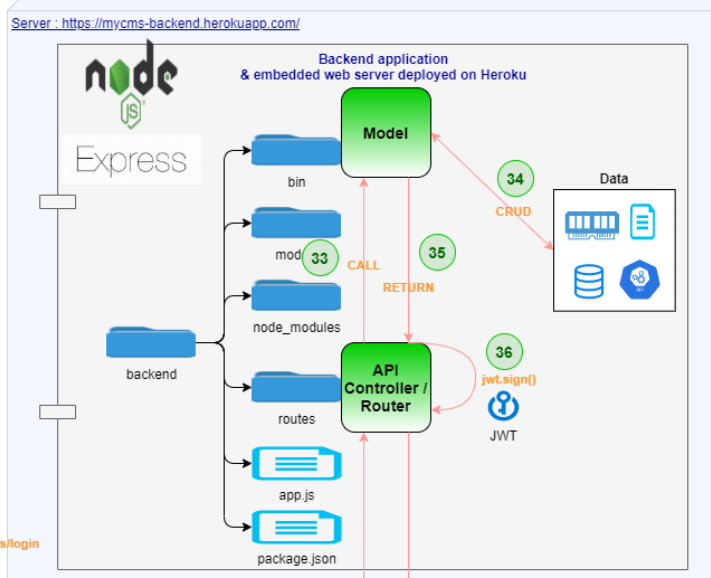 Server : https://mycms-backend.herokuapp.com/
Backend application
& embedded web server deployed on Heroku
node
JS
Express
Model
bin
34
CRUD
Data
mod
33
CALL
35
RETURN
node_modules
backend
36
jwt.sign()
JWT
API
Controller /
Router
routes
app.js
s/login
package.json